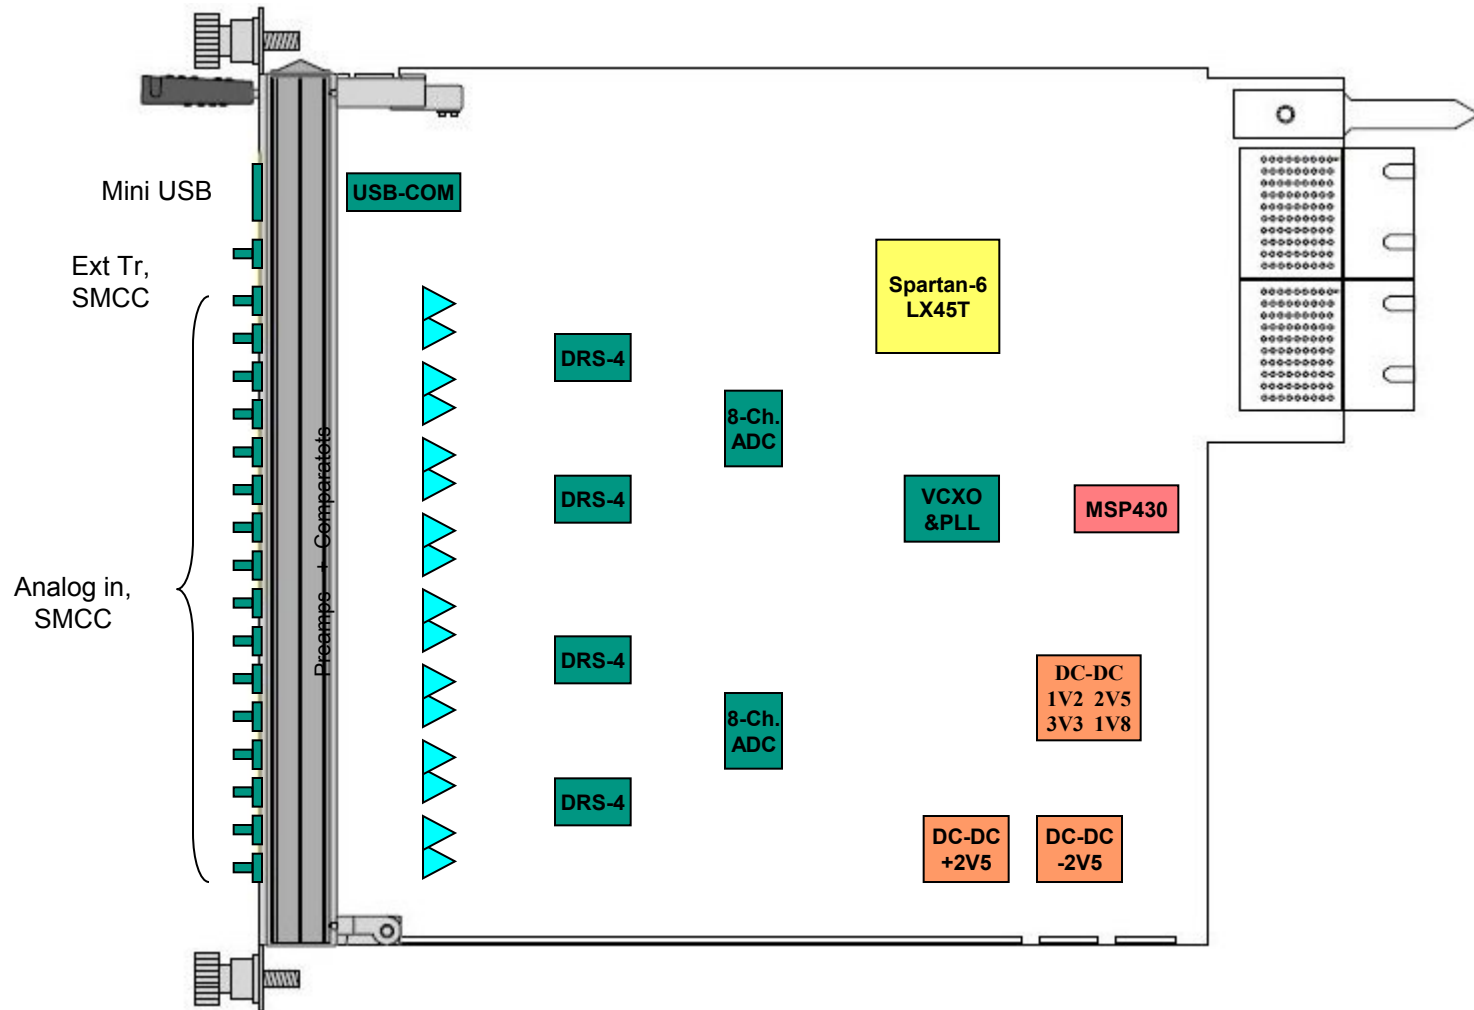 Mini USB
USB-COM
Ext Tr,
SMCC
Spartan-6
LX45T
DRS-4
8-Ch.
ADC
DRS-4
VCXO
&PLL
MSP430
Preamps + Comparatots
Analog in,
SMCC
DRS-4
DC-DC
1V2 2V5
3V3 1V8
8-Ch.
ADC
DRS-4
DC-DC
+2V5
DC-DC
-2V5